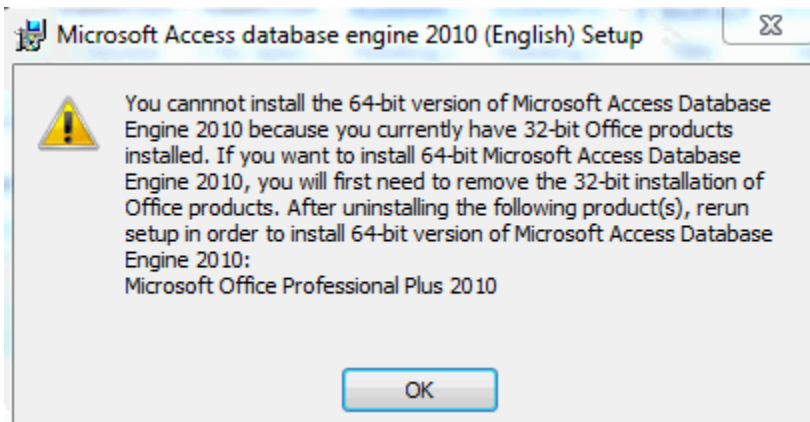 Microsoft Access database engine 2010 (English) Setup
You cannnot install the 64-bit version of Microsoft Access Database
Engine 2010 because you currently have 32-bit Office products
installed. If you want to install 64-bit Microsoft Access Database
Engine 2010, you will first need to remove the 32-bit installation of
Office products. After uninstalling the following product(s), rerun
setup in order to install 64-bit version of Microsoft Access Database
Engine 2010:
Microsoft Office Professional Plus 2010
OK